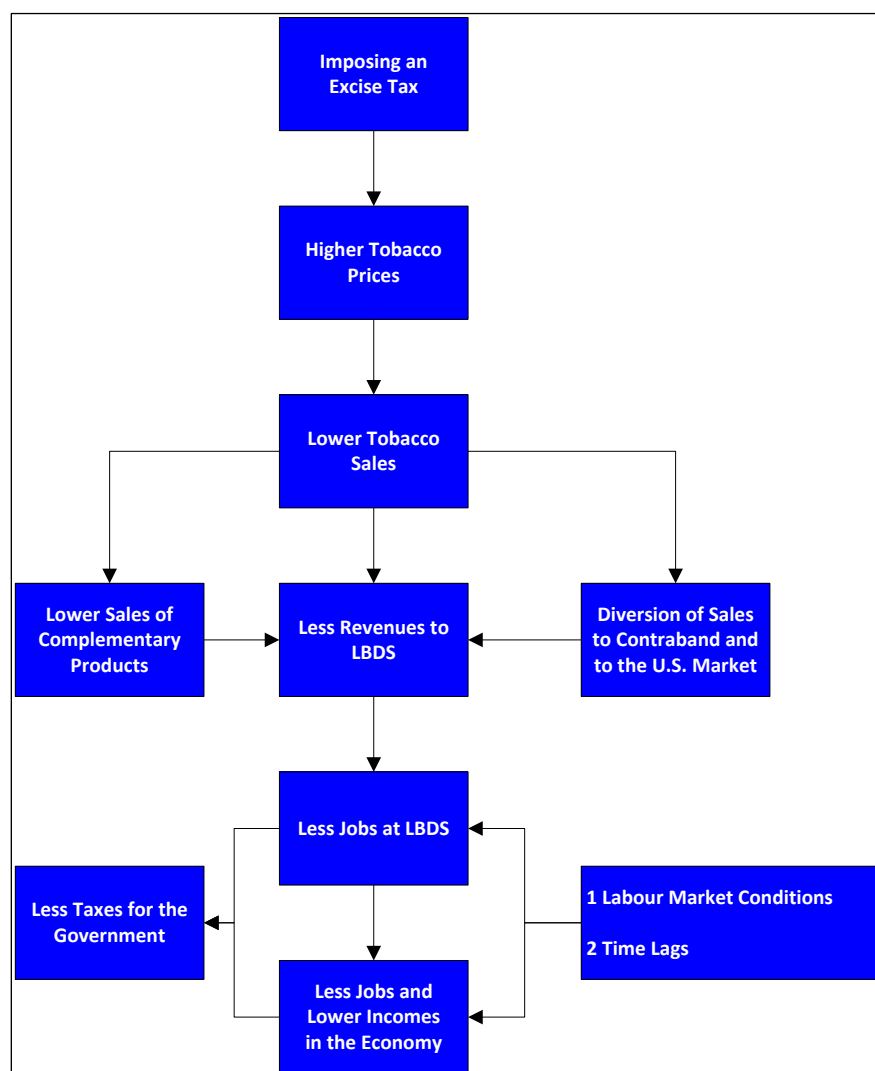 Imposing an
Excise Tax
Higher Tobacco
Prices
Lower Tobacco
Sales
Lower Sales of
Complementary
Products
Less Revenues to
LBDS
Diversion of Sales
to Contraband and
to the U.S. Market
Less Jobs at LBDS
Less Taxes for the
Government
1 Labour Market Conditions
2 Time Lags
Less Jobs and
Lower Incomes
in the Economy